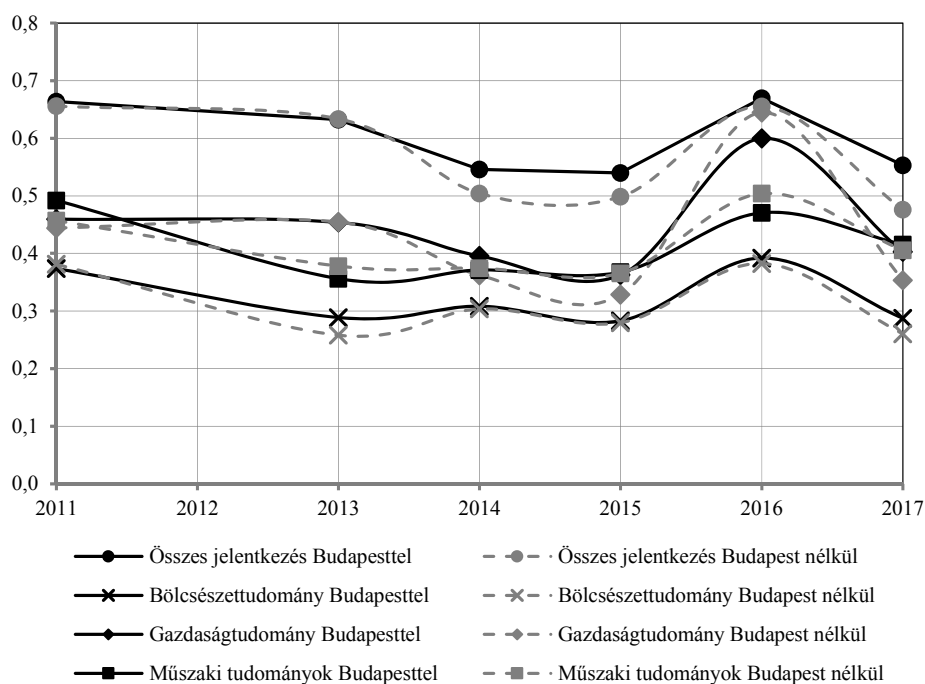 0,8
0,7
0,6
0,5
0,4
0,3
0,2
0,1
0,0
2011 2012 2013 2014 2015 2016 2017
Összes jelentkezés Budapesttel Összes jelentkezés Budapest nélkül
Bölcsészettudomány Budapesttel Bölcsészettudomány Budapest nélkül
Gazdaságtudomány Budapesttel Gazdaságtudomány Budapest nélkül
Műszaki tudományok Budapesttel Műszaki tudományok Budapest nélkül